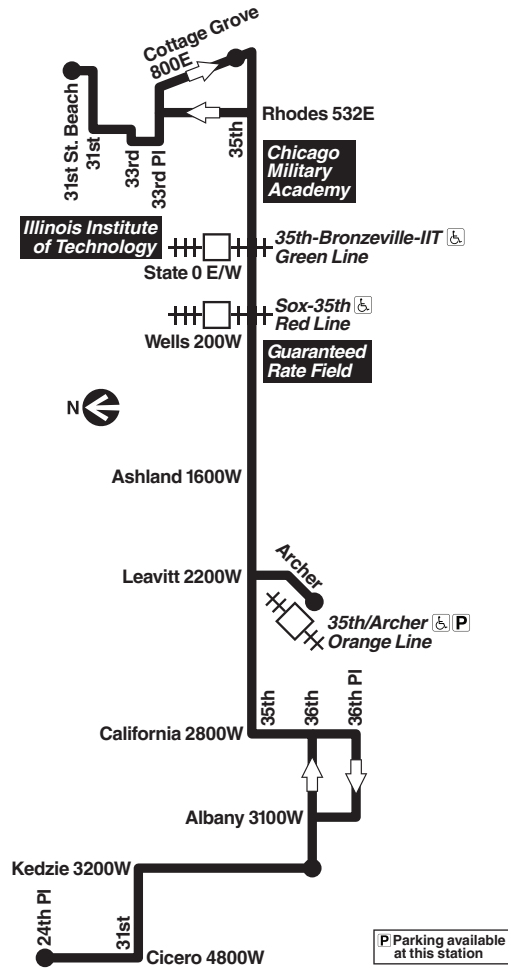 Cottage Grove
800E
31st St. Beach
31st
33rd
33rd Pl
35th
Rhodes 532E
Chicago
Military
Academy
Illinois Institute
of Technology
35th-Bronzeville-IIT
Green Line
State 0 E/W
Sox-35th
Red Line
Wells 200W
Guaranteed
Rate Field
N
Ashland 1600W
Leavitt 2200W
Archer
35th/Archer P
Orange Line
35th
36th
36th Pl
California 2800W
Albany 3100W
Kedzie 3200W
24th Pl
31st
Cicero 4800W
P Parking available
at this station